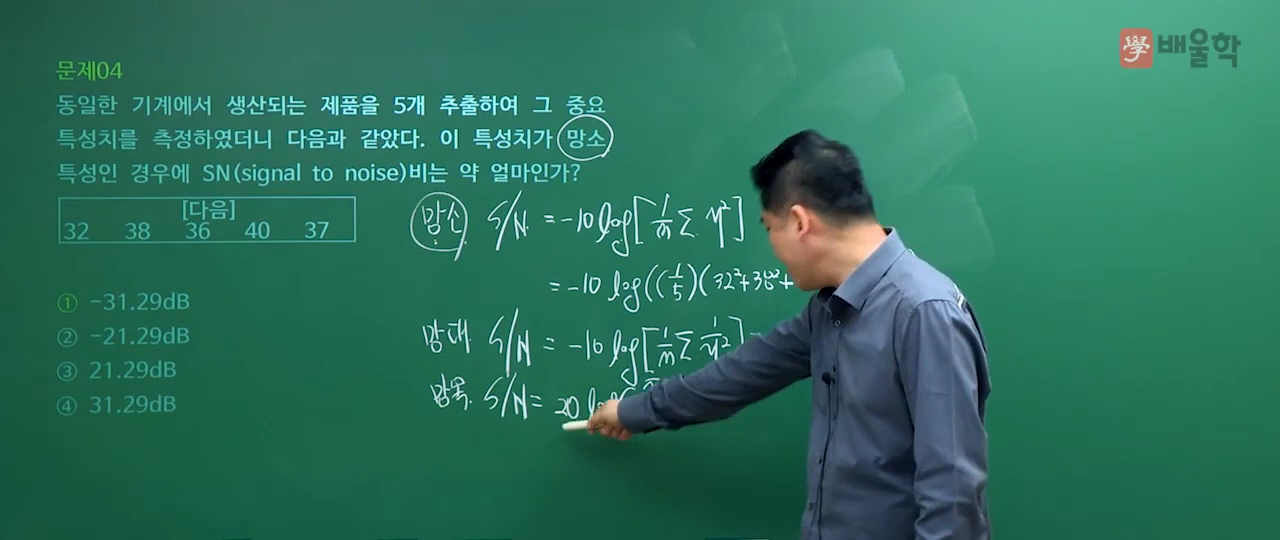 學 배울학
문제04
동일한 기계에서 생산되는 제품을 5개 추출하여 그 중요
특성치를 측정하였더니 다음과 같았다. 이 특성치가 망소
특성인 경우에 SN(signal to noise)비는 약 얼마인가?
[다음]
32 38 36 40 37
① -31.29dB
② -21.29dB
③ 21.29dB
④ 31.29dB
망소 S/N = -10 log[1/n Σ y²]
= -10 log((1/5)(32²+38²+
망대 S/N = -10 log[1/n Σ 1/y²]
망목 S/N = 20 log